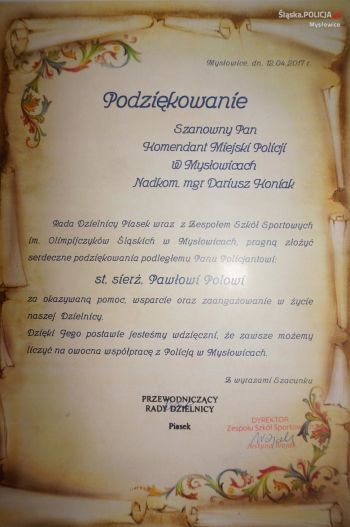 Śląska.POLICJA
Mysłowice
Mysłowice, dn. 12.04.2017 r.
Podziękowanie
Szanowny Pan
Komendant Miejski Policji
W Mysłowicach
Nadkom. mgr Dariusz Koniak
Rada Dzielnicy Piasek wraz z Zespołem Szkół Sportowych
im. Olimpijczyków Śląskich w Mysłowicach, pragną złożyć
serdeczne podziękowania podległemu Panu Policjantowi:
st. sierż. Pawłowi Polowi
za okazywaną pomoc, wsparcie oraz zaangażowanie w życie
naszej Dzielnicy.
Dzięki Jego postawie jesteśmy wdzięczni, że zawsze możemy
liczyć na owocna współpracę z Policją w Mysłowicach.
Z wyrazami Szacunku
PRZEWODNICZĄCY
RADY DZIELNICY
Piasek
DYREKTOR
Zespołu Szkół Sportowych